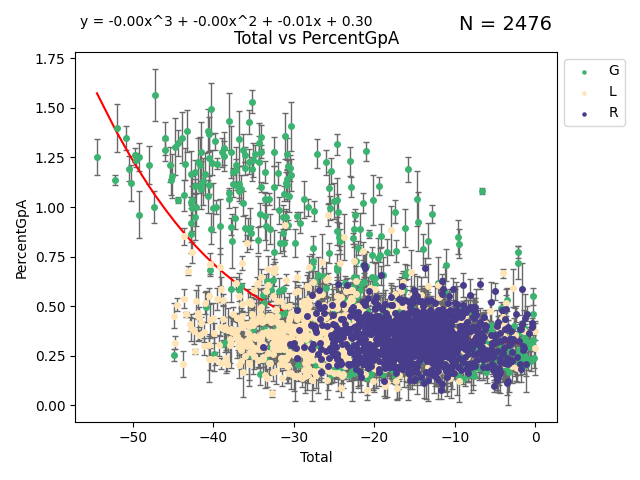 y = -0.00x^3 + -0.00x^2 + -0.01x + 0.30
N = 2476
Total vs PercentGpA
G
L
R
PercentGpA
1.75
1.50
1.25
1.00
0.75
0.50
0.25
0.00
−50
−40
−30
−20
−10
0
Total